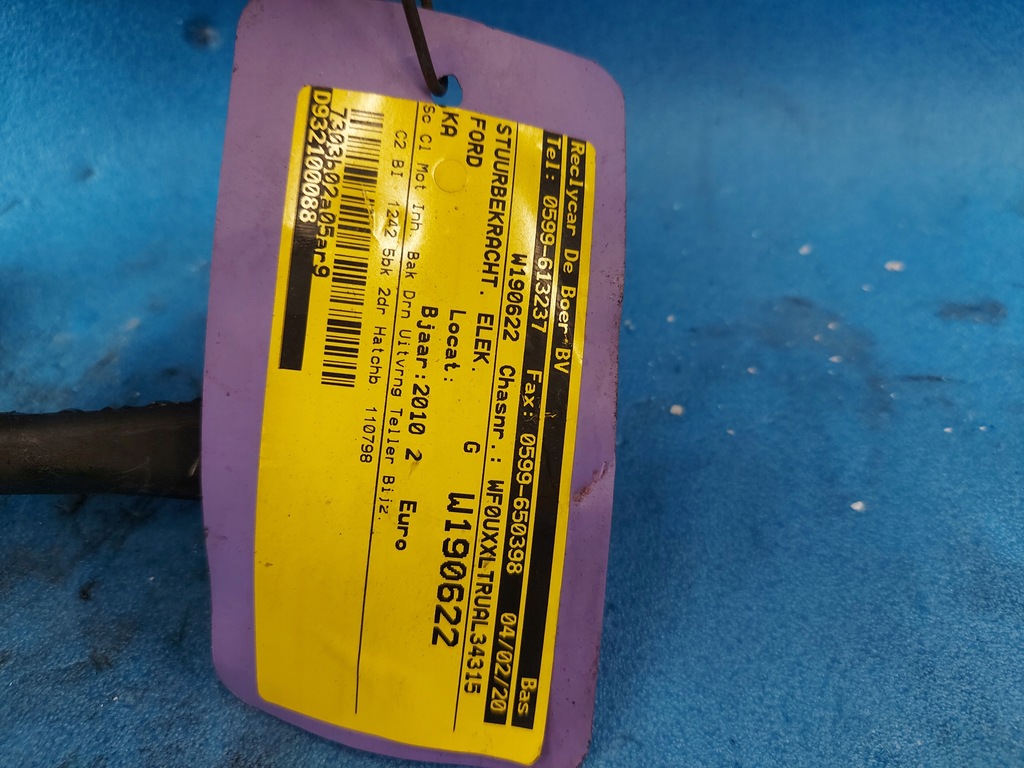 Reclycar De Boer BV
Tel: 0599-613237 Fax: 0599-650398 Bas
W190622 Chasnr.: WF0UXXLTRUAL34315 04/02/20
STUURBEKRACHT. ELEK.
FORD Locat: G W190622
KA Bjaar:2010 2 Euro
So Cl Mot Inh. Bak Drn Uitvrng Teller Bijz.
C2 BI 1242 5bk 2dr Hatchb. 110798
7303b02a05ar9
D932100088